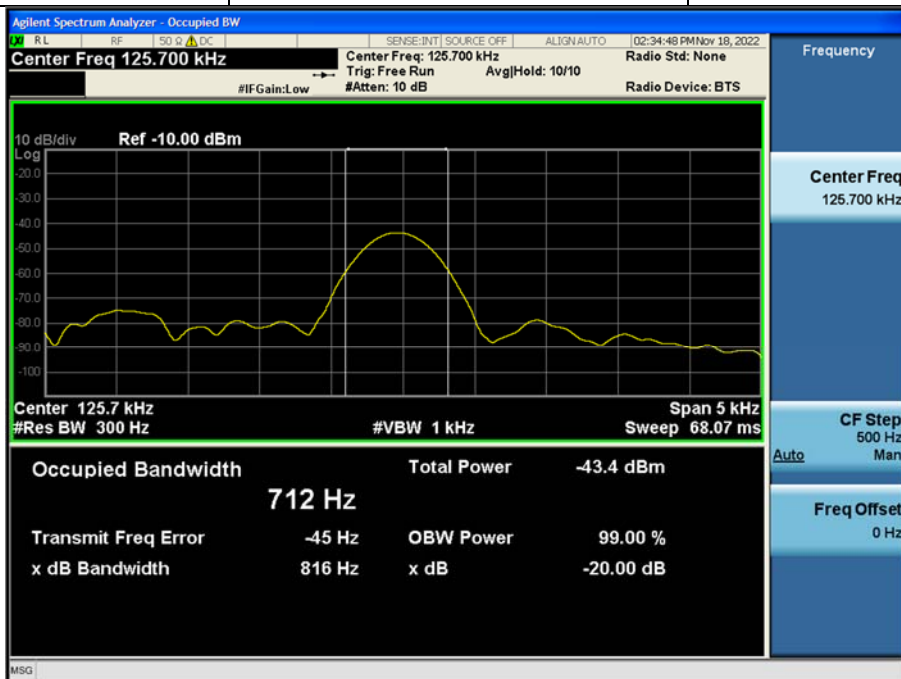 Agilent Spectrum Analyzer - Occupied BW
LXI RL RF 50 Ω DC SENSE:INT SOURCE OFF ALIGN AUTO 02:34:48 PM Nov 18, 2022
Center Freq 125.700 kHz
Center Freq: 125.700 kHz
Radio Std: None
Trig: Free Run Avg|Hold: 10/10
#IFGain:Low
#Atten: 10 dB
Radio Device: BTS
10 dB/div Ref -10.00 dBm
Log
-20.0
-30.0
-40.0
-50.0
-60.0
-70.0
-80.0
-90.0
-100
Center 125.7 kHz
Span 5 kHz
#Res BW 300 Hz
#VBW 1 kHz
Sweep 68.07 ms
Occupied Bandwidth
712 Hz
Total Power -43.4 dBm
Transmit Freq Error -45 Hz
OBW Power 99.00 %
x dB Bandwidth 816 Hz
x dB -20.00 dB
MSG
Frequency
Center Freq
125.700 kHz
CF Step
500 Hz
Auto Man
Freq Offset
0 Hz